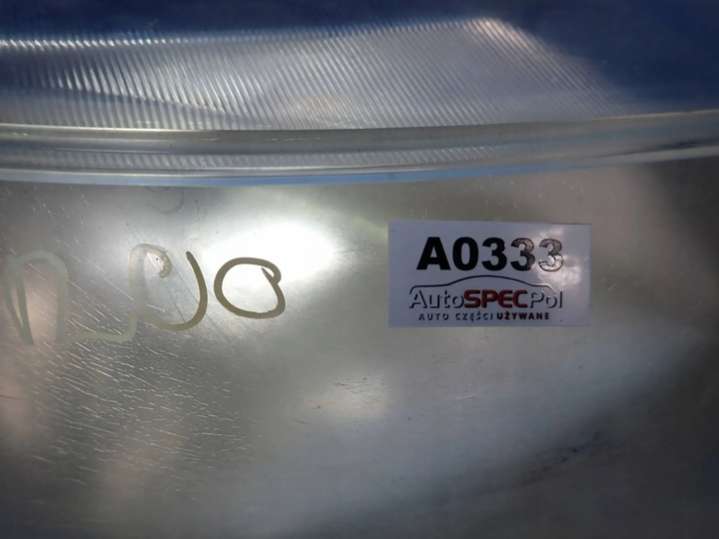 A0333
AutoSPECPol
AUTO CZĘŚCI UŻYWANE